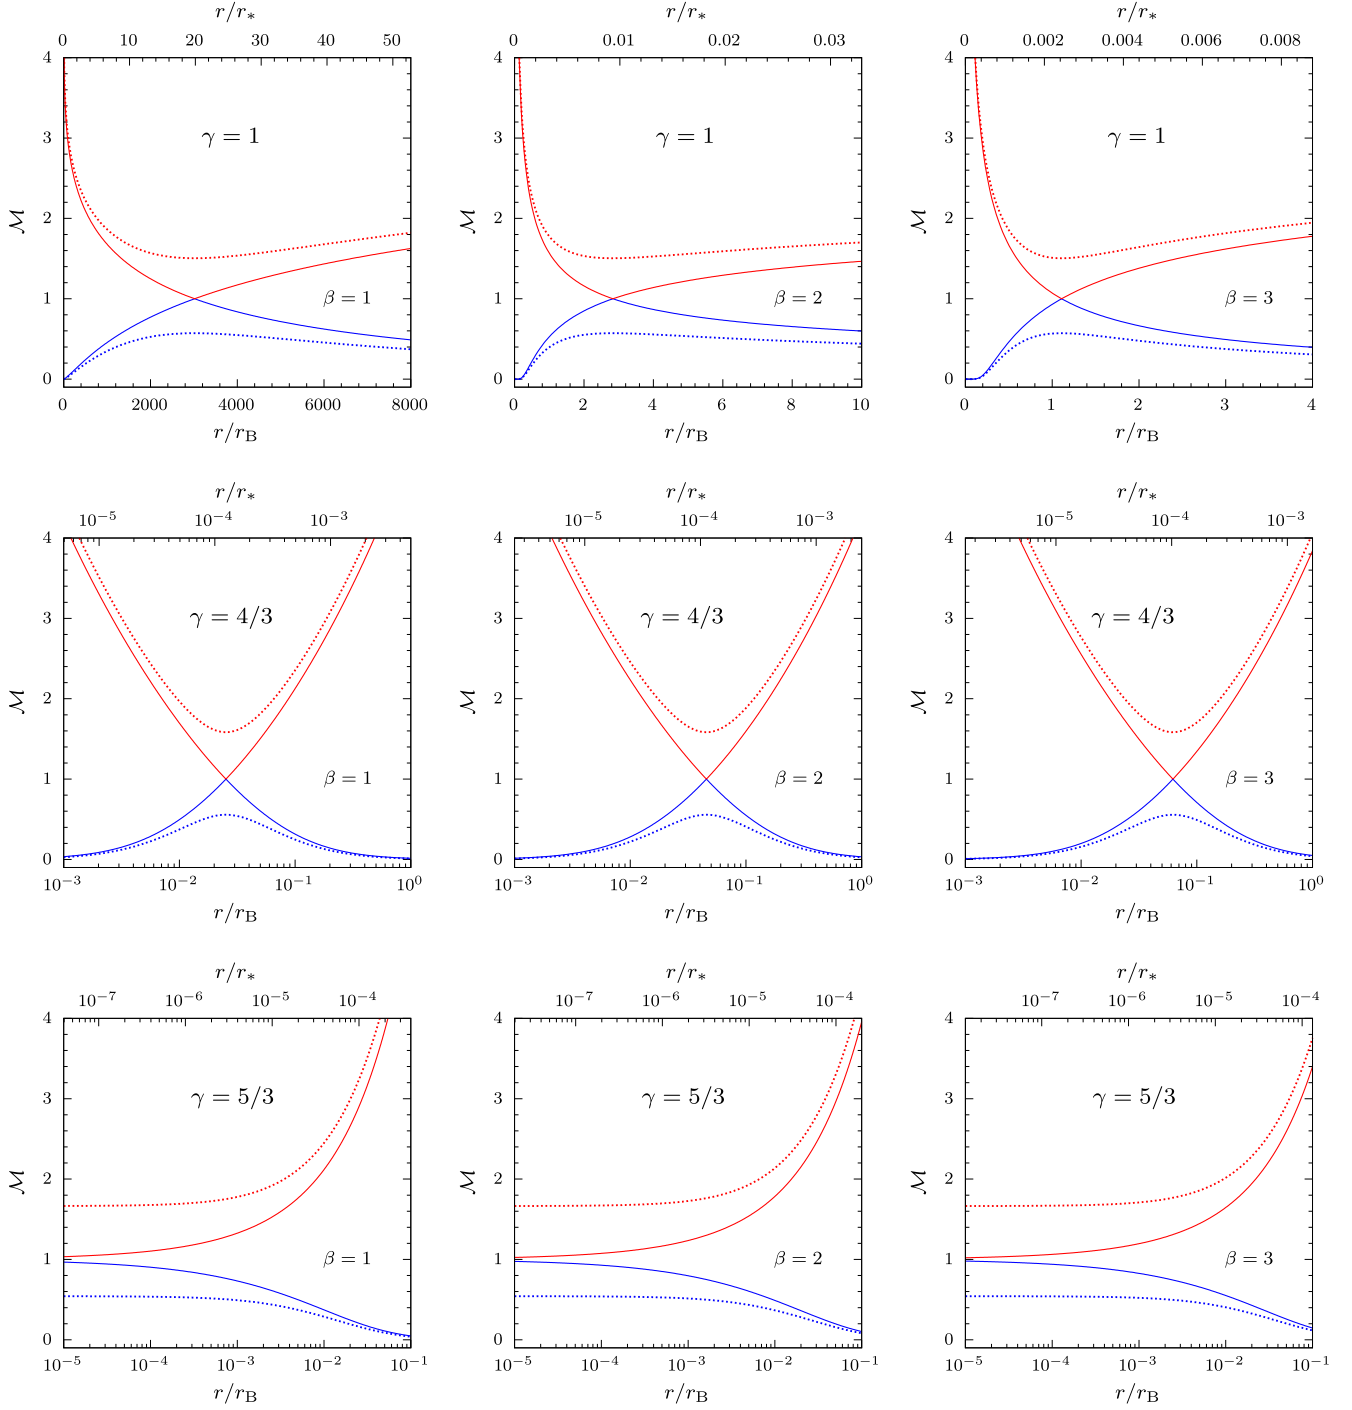 r/r* r/r* r/r*
0 10 20 30 40 50 0 0.01 0.02 0.03 0 0.002 0.004 0.006 0.008
4 4 4
γ = 1 γ = 1 γ = 1
3 3 3
2 2 2
ℳ ℳ ℳ
1 β = 1 1 β = 2 1 β = 3
0 0 0
0 2000 4000 6000 8000 0 2 4 6 8 10 0 1 2 3 4
r/r_B r/r_B r/r_B
r/r* r/r* r/r*
10⁻⁵ 10⁻⁴ 10⁻³ 10⁻⁵ 10⁻⁴ 10⁻³ 10⁻⁵ 10⁻⁴ 10⁻³
4 4 4
γ = 4/3 γ = 4/3 γ = 4/3
3 3 3
2 2 2
ℳ ℳ ℳ
1 β = 1 1 β = 2 1 β = 3
0 0 0
10⁻³ 10⁻² 10⁻¹ 10⁰ 10⁻³ 10⁻² 10⁻¹ 10⁰ 10⁻³ 10⁻² 10⁻¹ 10⁰
r/r_B r/r_B r/r_B
r/r* r/r* r/r*
10⁻⁷ 10⁻⁶ 10⁻⁵ 10⁻⁴ 10⁻⁷ 10⁻⁶ 10⁻⁵ 10⁻⁴ 10⁻⁷ 10⁻⁶ 10⁻⁵ 10⁻⁴
4 4 4
γ = 5/3 γ = 5/3 γ = 5/3
3 3 3
2 2 2
ℳ ℳ ℳ
1 β = 1 1 β = 2 1 β = 3
0 0 0
10⁻⁵ 10⁻⁴ 10⁻³ 10⁻² 10⁻¹ 10⁻⁵ 10⁻⁴ 10⁻³ 10⁻² 10⁻¹ 10⁻⁵ 10⁻⁴ 10⁻³ 10⁻² 10⁻¹
r/r_B r/r_B r/r_B